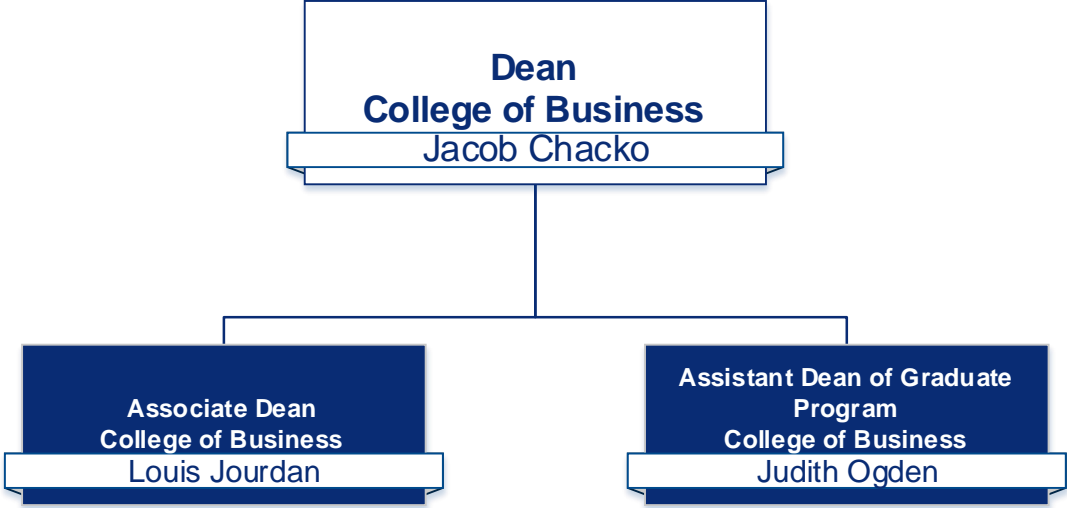 Dean
College of Business
Jacob Chacko
Associate Dean
College of Business
Louis Jourdan
Assistant Dean of Graduate
Program
College of Business
Judith Ogden